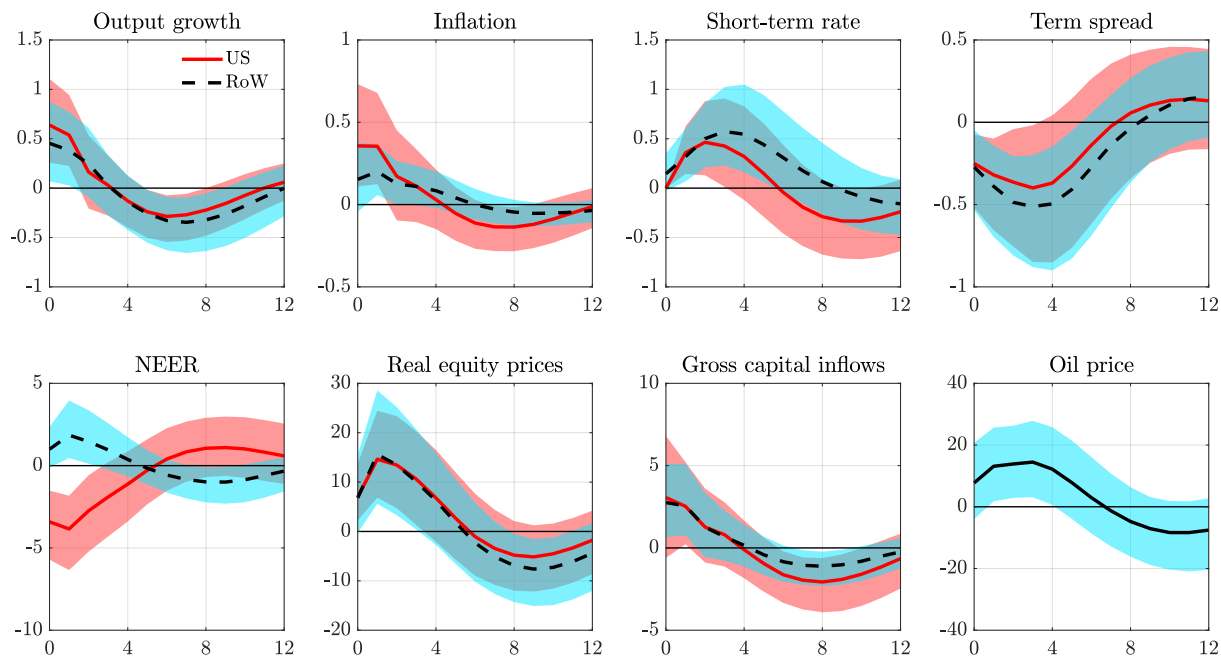 Output growth Inflation Short-term rate Term spread
1.5 1 1.5 0.5
US
RoW
1 1
0.5 0
0.5 0.5
0 0 0 -0.5
-0.5 -0.5
-1 -0.5 -1 -1
0 4 8 12 0 4 8 12 0 4 8 12 0 4 8 12
NEER Real equity prices Gross capital inflows Oil price
5 30 10 40
20
5 20
0 10
0 0 0
-5 -10 -20
-10 -20 -5 -40
0 4 8 12 0 4 8 12 0 4 8 12 0 4 8 12